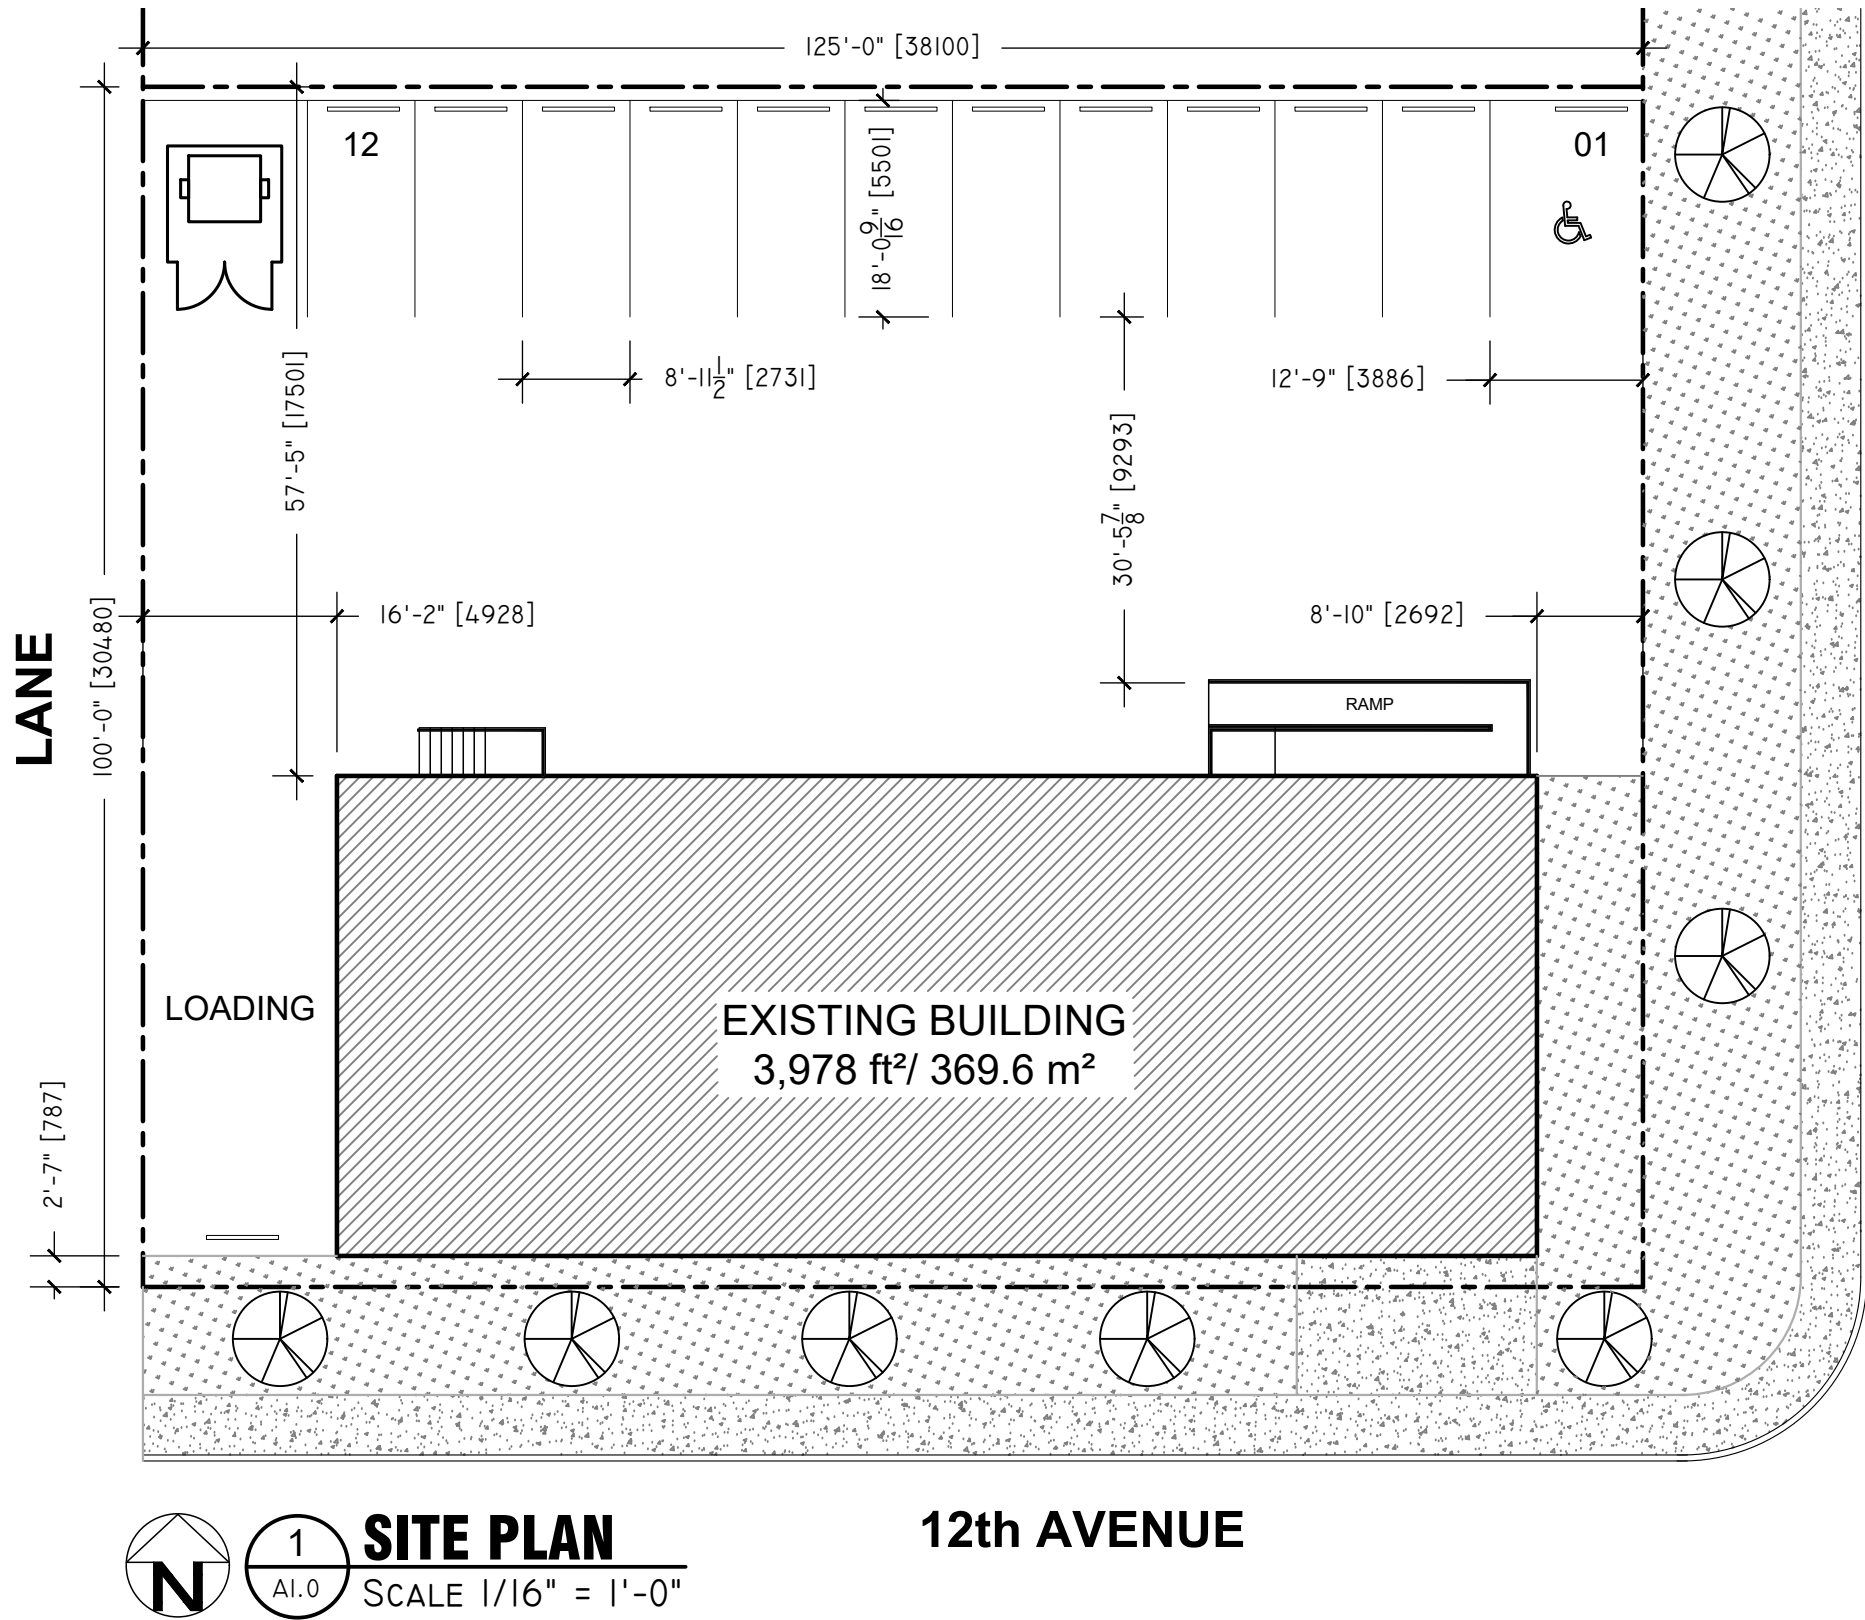 125'-0" [38100]
12
01
18'-0 9/16" [5501]
57'-5" [17501]
8'-11 1/2" [2731]
12'-9" [3886]
30'-5 7/8" [9293]
LANE
100'-0" [30480]
16'-2" [4928]
8'-10" [2692]
RAMP
LOADING
EXISTING BUILDING
3,978 ft²/ 369.6 m²
2'-7" [787]
12th AVENUE
N
1
A1.0
SITE PLAN
SCALE 1/16" = 1'-0"